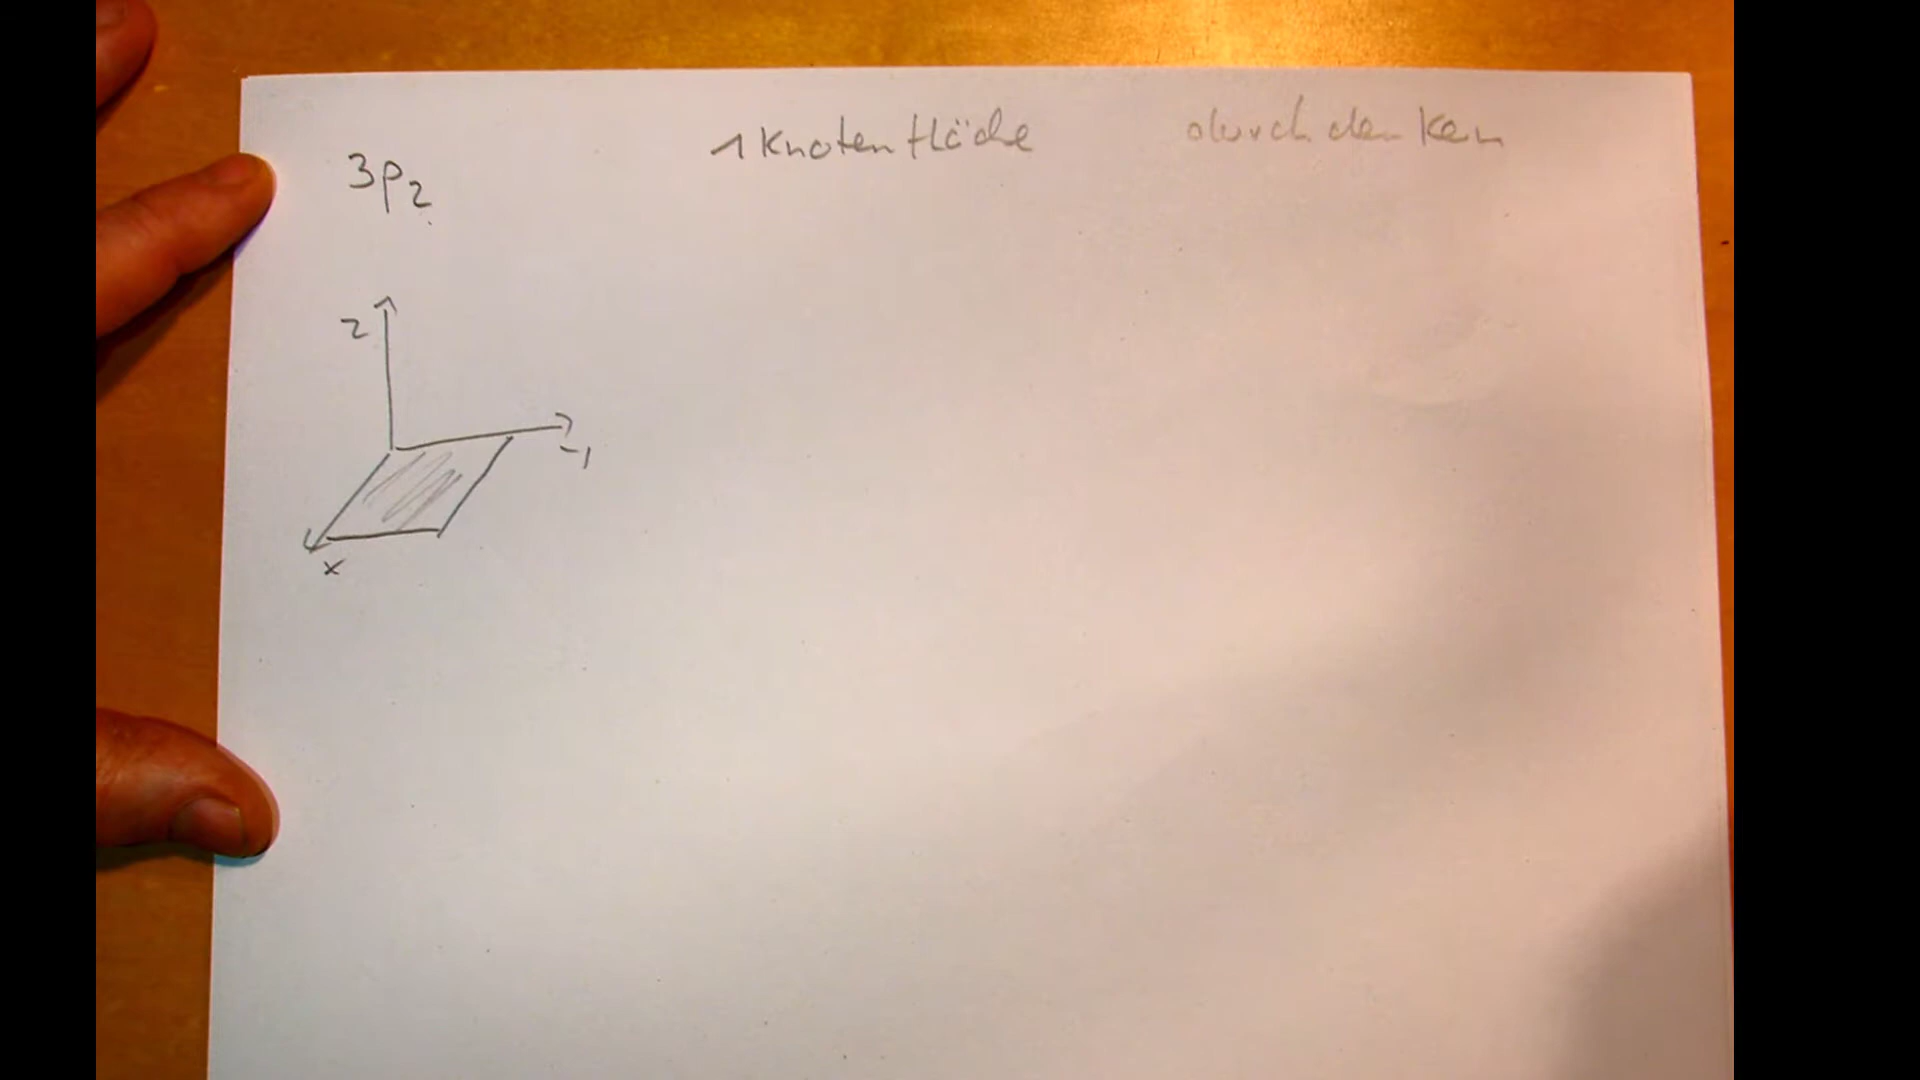 1 Knotenfläche durch den Kern
3p
z
z
x